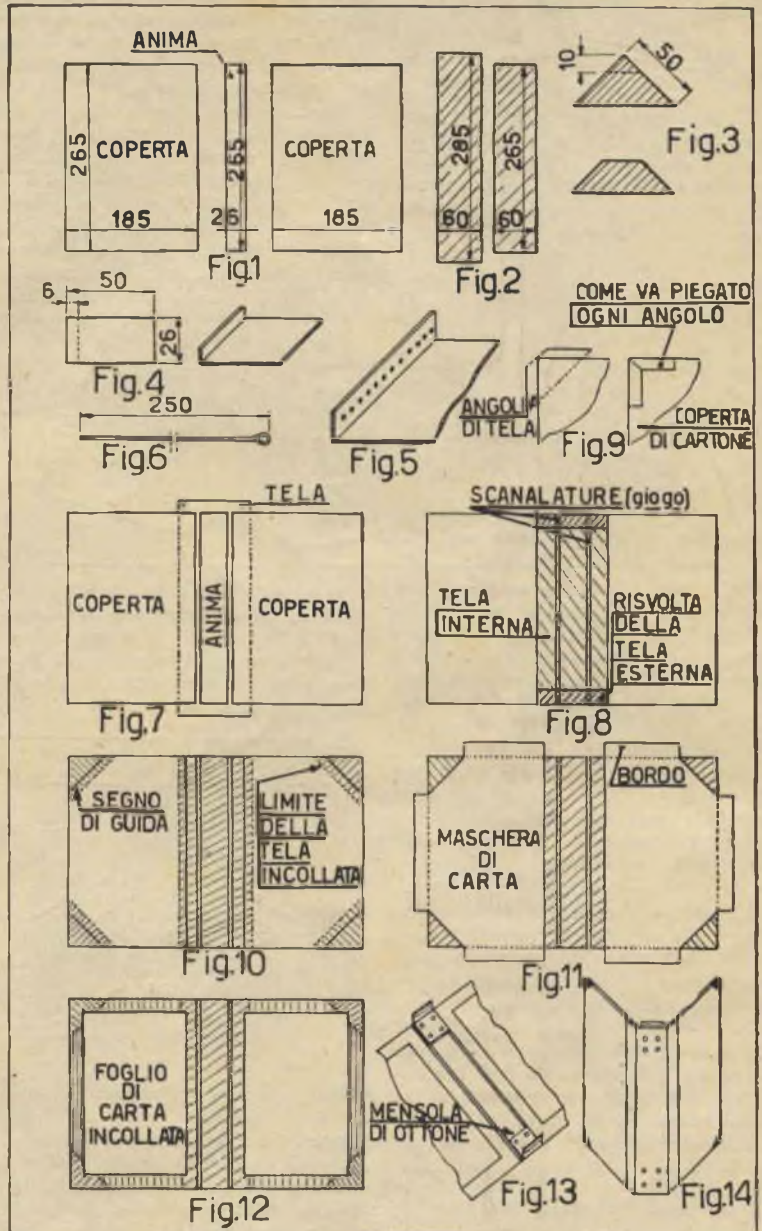 ANIMA
265
COPERTA
185
265
26
COPERTA
185
Fig.1
285
60
265
60
Fig.2
10
50
Fig.3
6
50
26
Fig.4
250
Fig.6
Fig.5
COME VA PIEGATO
OGNI ANGOLO
ANGOLI
DI TELA
Fig.9
COPERTA
DI CARTONE
TELA
COPERTA
ANIMA
COPERTA
Fig.7
SCANALATURE(giogo)
TELA
INTERNA
RISVOLTA
DELLA
TELA
ESTERNA
Fig.8
SEGNO
DI GUIDA
LIMITE
DELLA
TELA
INCOLLATA
Fig.10
BORDO
MASCHERA
DI
CARTA
Fig.11
FOGLIO
DI
CARTA
INCOLLATA
Fig.12
MENSOLA
DI OTTONE
Fig.13
Fig.14